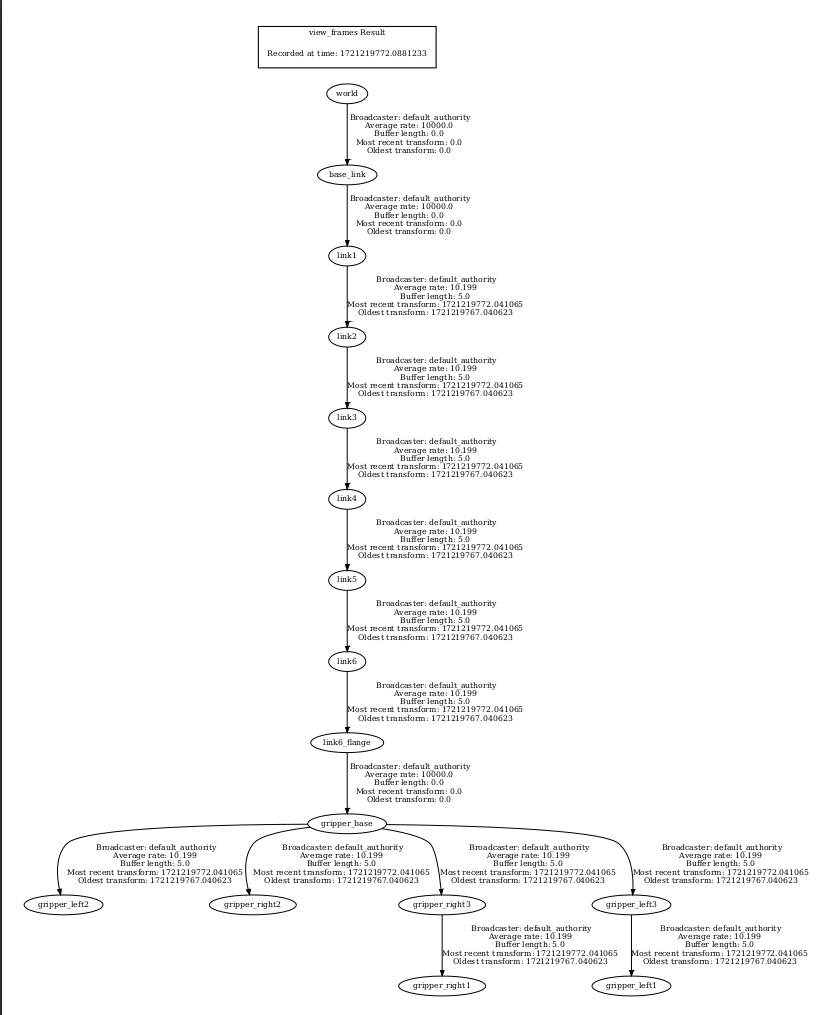 view_frames Result
Recorded at time: 1721219772.0881233
world
Broadcaster: default_authority
Average rate: 10000.0
Buffer length: 0.0
Most recent transform: 0.0
Oldest transform: 0.0
base_link
Broadcaster: default_authority
Average rate: 10000.0
Buffer length: 0.0
Most recent transform: 0.0
Oldest transform: 0.0
link1
Broadcaster: default_authority
Average rate: 10.199
Buffer length: 5.0
Most recent transform: 1721219772.041065
Oldest transform: 1721219767.040623
link2
Broadcaster: default_authority
Average rate: 10.199
Buffer length: 5.0
Most recent transform: 1721219772.041065
Oldest transform: 1721219767.040623
link3
Broadcaster: default_authority
Average rate: 10.199
Buffer length: 5.0
Most recent transform: 1721219772.041065
Oldest transform: 1721219767.040623
link4
Broadcaster: default_authority
Average rate: 10.199
Buffer length: 5.0
Most recent transform: 1721219772.041065
Oldest transform: 1721219767.040623
link5
Broadcaster: default_authority
Average rate: 10.199
Buffer length: 5.0
Most recent transform: 1721219772.041065
Oldest transform: 1721219767.040623
link6
Broadcaster: default_authority
Average rate: 10.199
Buffer length: 5.0
Most recent transform: 1721219772.041065
Oldest transform: 1721219767.040623
link6_flange
Broadcaster: default_authority
Average rate: 10000.0
Buffer length: 0.0
Most recent transform: 0.0
Oldest transform: 0.0
gripper_base
Broadcaster: default_authority
Average rate: 10.199
Buffer length: 5.0
Most recent transform: 1721219772.041065
Oldest transform: 1721219767.040623
Broadcaster: default_authority
Average rate: 10.199
Buffer length: 5.0
Most recent transform: 1721219772.041065
Oldest transform: 1721219767.040623
Broadcaster: default_authority
Average rate: 10.199
Buffer length: 5.0
Most recent transform: 1721219772.041065
Oldest transform: 1721219767.040623
Broadcaster: default_authority
Average rate: 10.199
Buffer length: 5.0
Most recent transform: 1721219772.041065
Oldest transform: 1721219767.040623
gripper_left2
gripper_right2
gripper_right3
gripper_left3
Broadcaster: default_authority
Average rate: 10.199
Buffer length: 5.0
Most recent transform: 1721219772.041065
Oldest transform: 1721219767.040623
Broadcaster: default_authority
Average rate: 10.199
Buffer length: 5.0
Most recent transform: 1721219772.041065
Oldest transform: 1721219767.040623
gripper_right1
gripper_left1